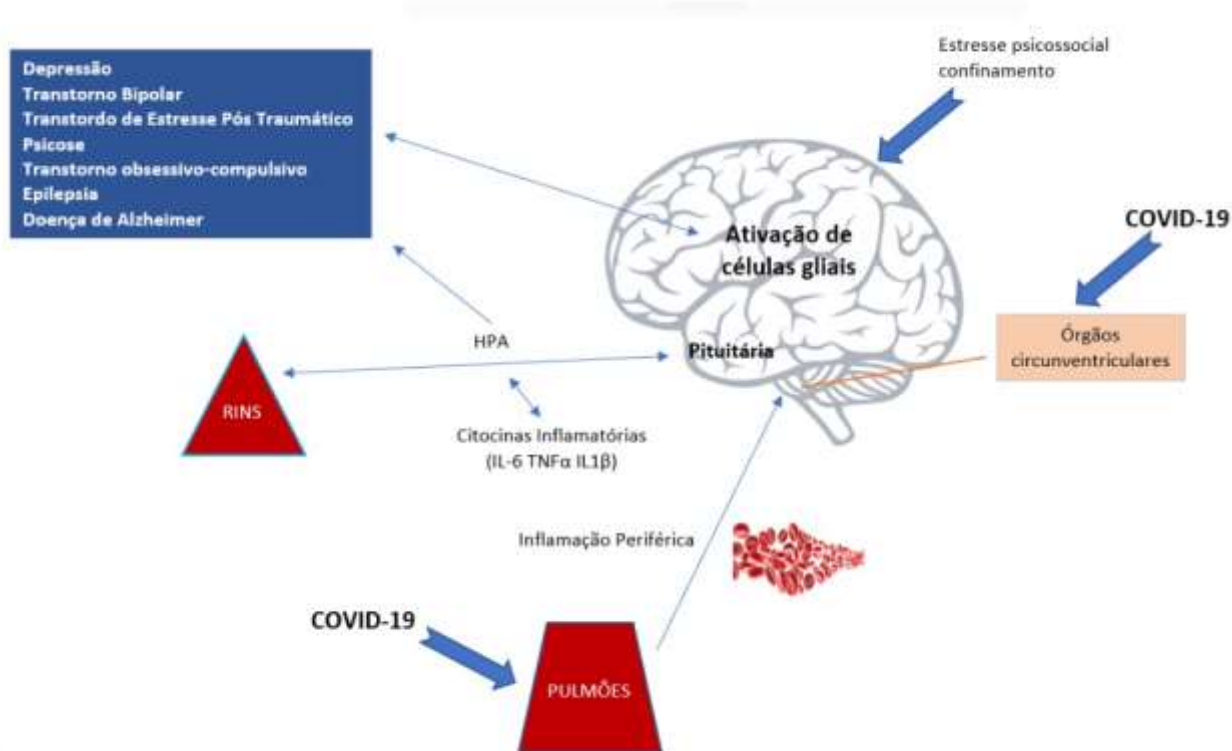 Estresse psicossocial
confinamento
Depressão
Transtorno Bipolar
Transtordo de Estresse Pós Traumático
Psicose
Transtorno obsessivo-compulsivo
Epilepsia
Doença de Alzheimer
COVID-19
Ativação de
células gliais
Órgãos
circunventriculares
HPA
Pituitária
RINS
Citocinas Inflamatórias
(IL-6 TNFα IL1β)
Inflamação Periférica
COVID-19
PULMÕES